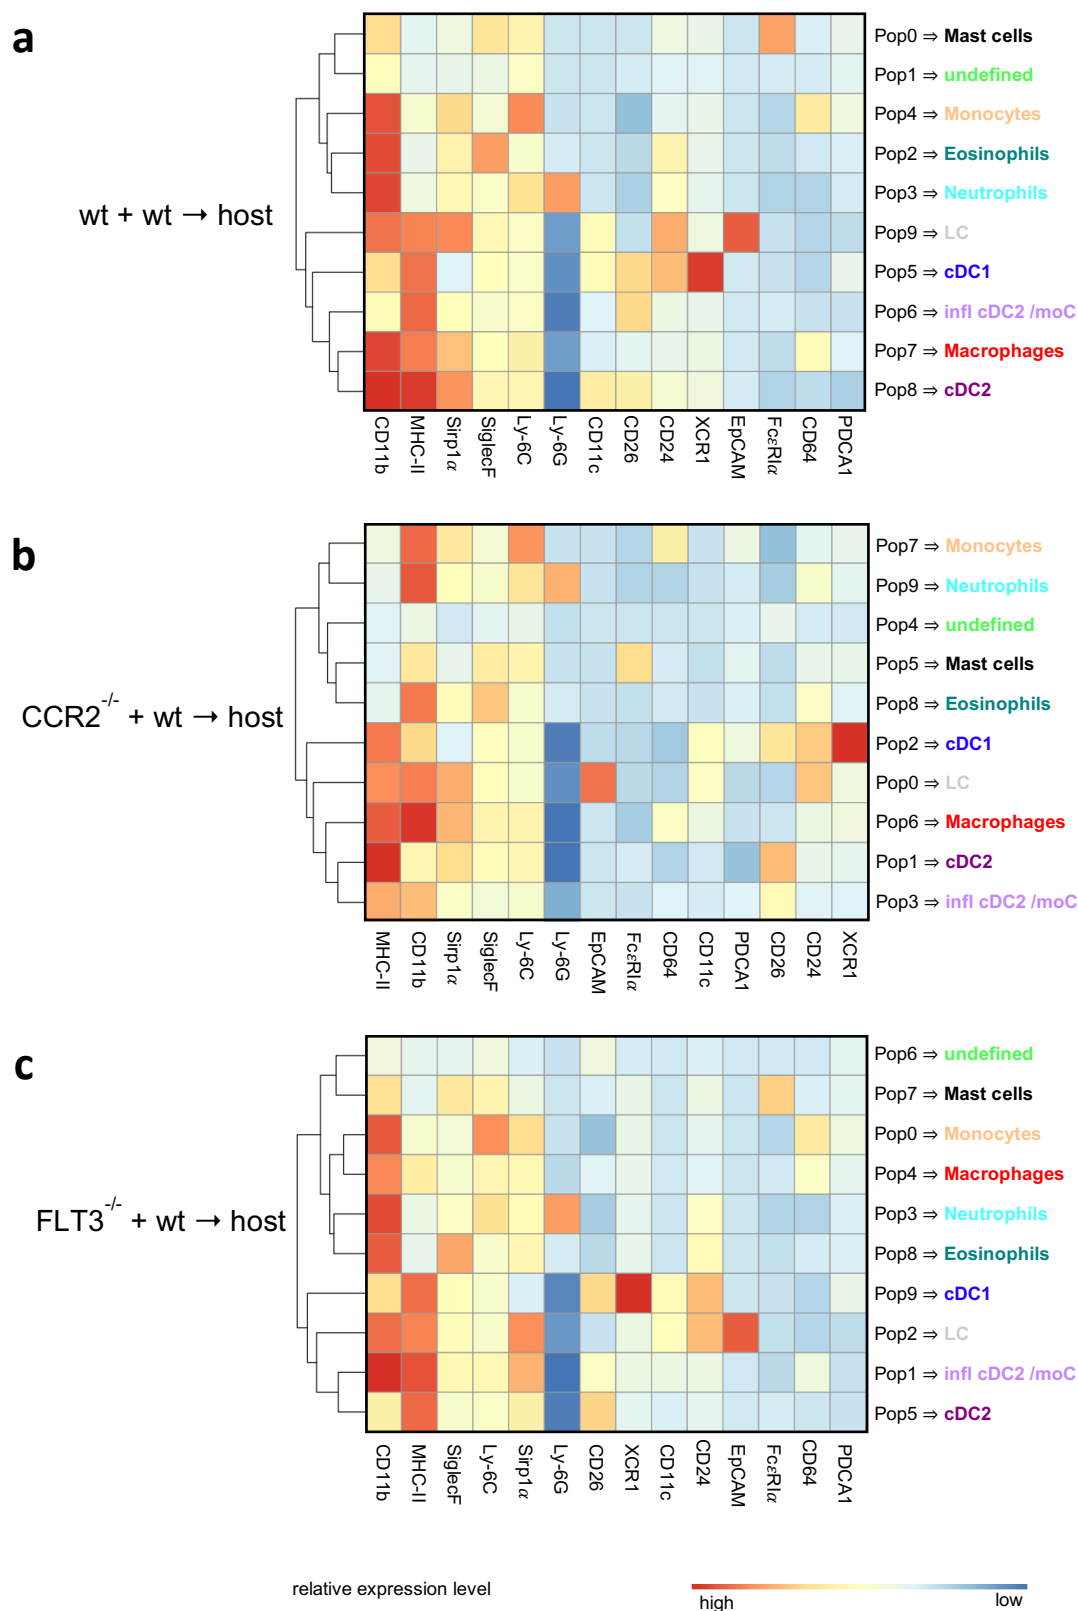 a
wt + wt → host
Pop0 ⇒ Mast cells
Pop1 ⇒ undefined
Pop4 ⇒ Monocytes
Pop2 ⇒ Eosinophils
Pop3 ⇒ Neutrophils
Pop9 ⇒ LC
Pop5 ⇒ cDC1
Pop6 ⇒ infl cDC2 /moC
Pop7 ⇒ Macrophages
Pop8 ⇒ cDC2
CD11b
MHC-II
Sirp1α
SiglecF
Ly-6C
Ly-6G
CD11c
CD26
CD24
XCR1
EpCAM
FcεRIα
CD64
PDCA1
b
CCR2-/- + wt → host
Pop7 ⇒ Monocytes
Pop9 ⇒ Neutrophils
Pop4 ⇒ undefined
Pop5 ⇒ Mast cells
Pop8 ⇒ Eosinophils
Pop2 ⇒ cDC1
Pop0 ⇒ LC
Pop6 ⇒ Macrophages
Pop1 ⇒ cDC2
Pop3 ⇒ infl cDC2 /moC
MHC-II
CD11b
Sirp1α
SiglecF
Ly-6C
Ly-6G
EpCAM
FcεRIα
CD64
CD11c
PDCA1
CD26
CD24
XCR1
c
FLT3-/- + wt → host
Pop6 ⇒ undefined
Pop7 ⇒ Mast cells
Pop0 ⇒ Monocytes
Pop4 ⇒ Macrophages
Pop3 ⇒ Neutrophils
Pop8 ⇒ Eosinophils
Pop9 ⇒ cDC1
Pop2 ⇒ LC
Pop1 ⇒ infl cDC2 /moC
Pop5 ⇒ cDC2
CD11b
MHC-II
SiglecF
Ly-6C
Sirp1α
Ly-6G
CD26
XCR1
CD11c
CD24
EpCAM
FcεRIα
CD64
PDCA1
relative expression level
high
low